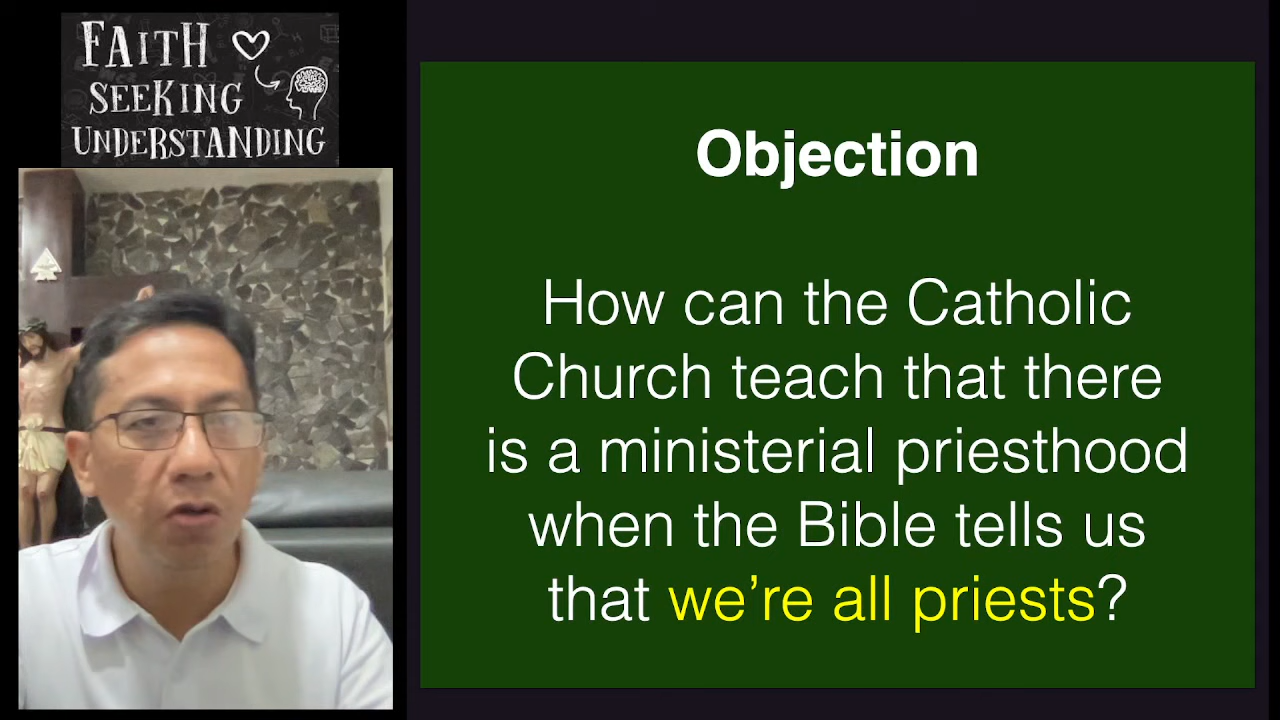 FAITH
SEEKING
UNDERSTANDING
Objection
How can the Catholic
Church teach that there
is a ministerial priesthood
when the Bible tells us
that we're all priests?